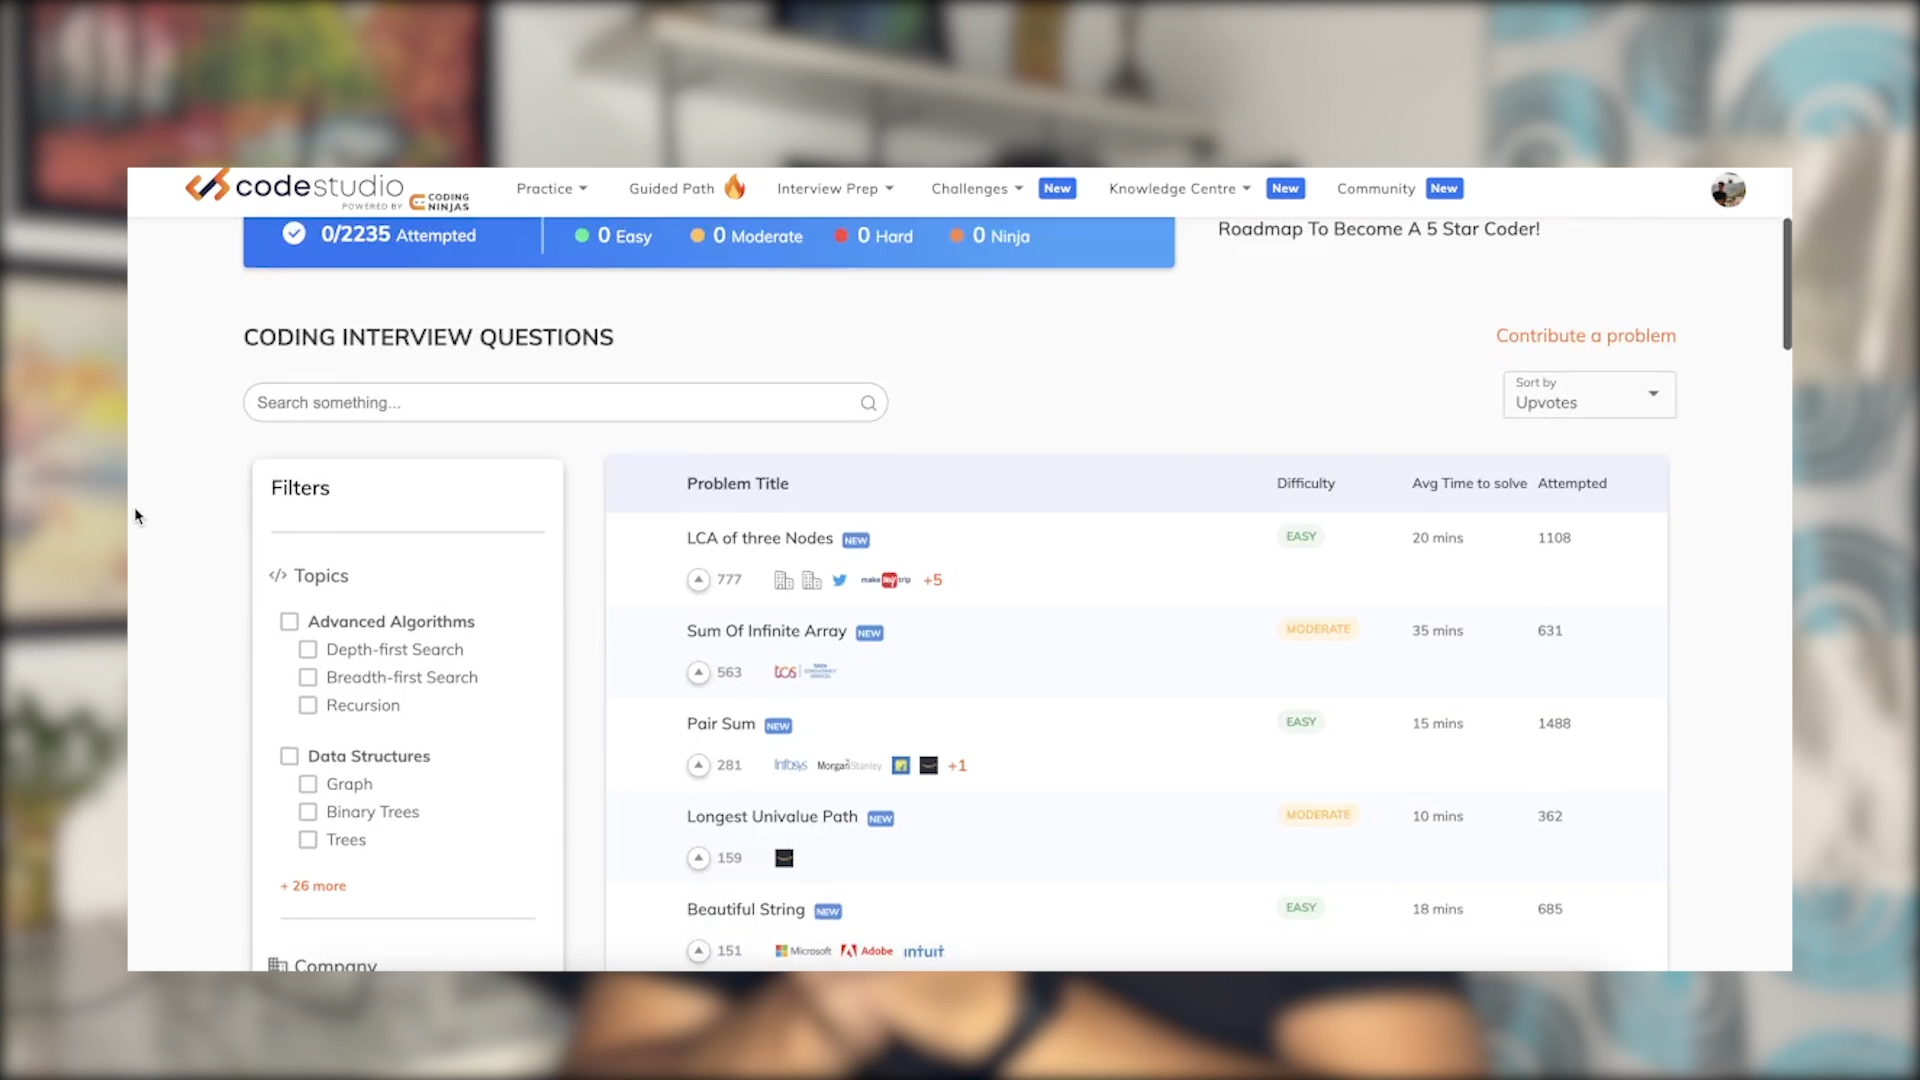 codestudio
POWERED BY CODING NINJAS
Practice Guided Path Interview Prep Challenges New Knowledge Centre New Community New
0/2235 Attempted 0 Easy 0 Moderate 0 Hard 0 Ninja
Roadmap To Become A 5 Star Coder!
CODING INTERVIEW QUESTIONS
Contribute a problem
Search something...
Sort by
Upvotes
Filters
</> Topics
Advanced Algorithms
Depth-first Search
Breadth-first Search
Recursion
Data Structures
Graph
Binary Trees
Trees
+ 26 more
Company
Problem Title Difficulty Avg Time to solve Attempted
LCA of three Nodes NEW EASY 20 mins 1108
777 make my trip +5
Sum Of Infinite Array NEW MODERATE 35 mins 631
563 tcs TATA CONSULTANCY SERVICES
Pair Sum NEW EASY 15 mins 1488
281 Infosys Morgan Stanley +1
Longest Univalue Path NEW MODERATE 10 mins 362
159
Beautiful String NEW EASY 18 mins 685
151 Microsoft Adobe intuit